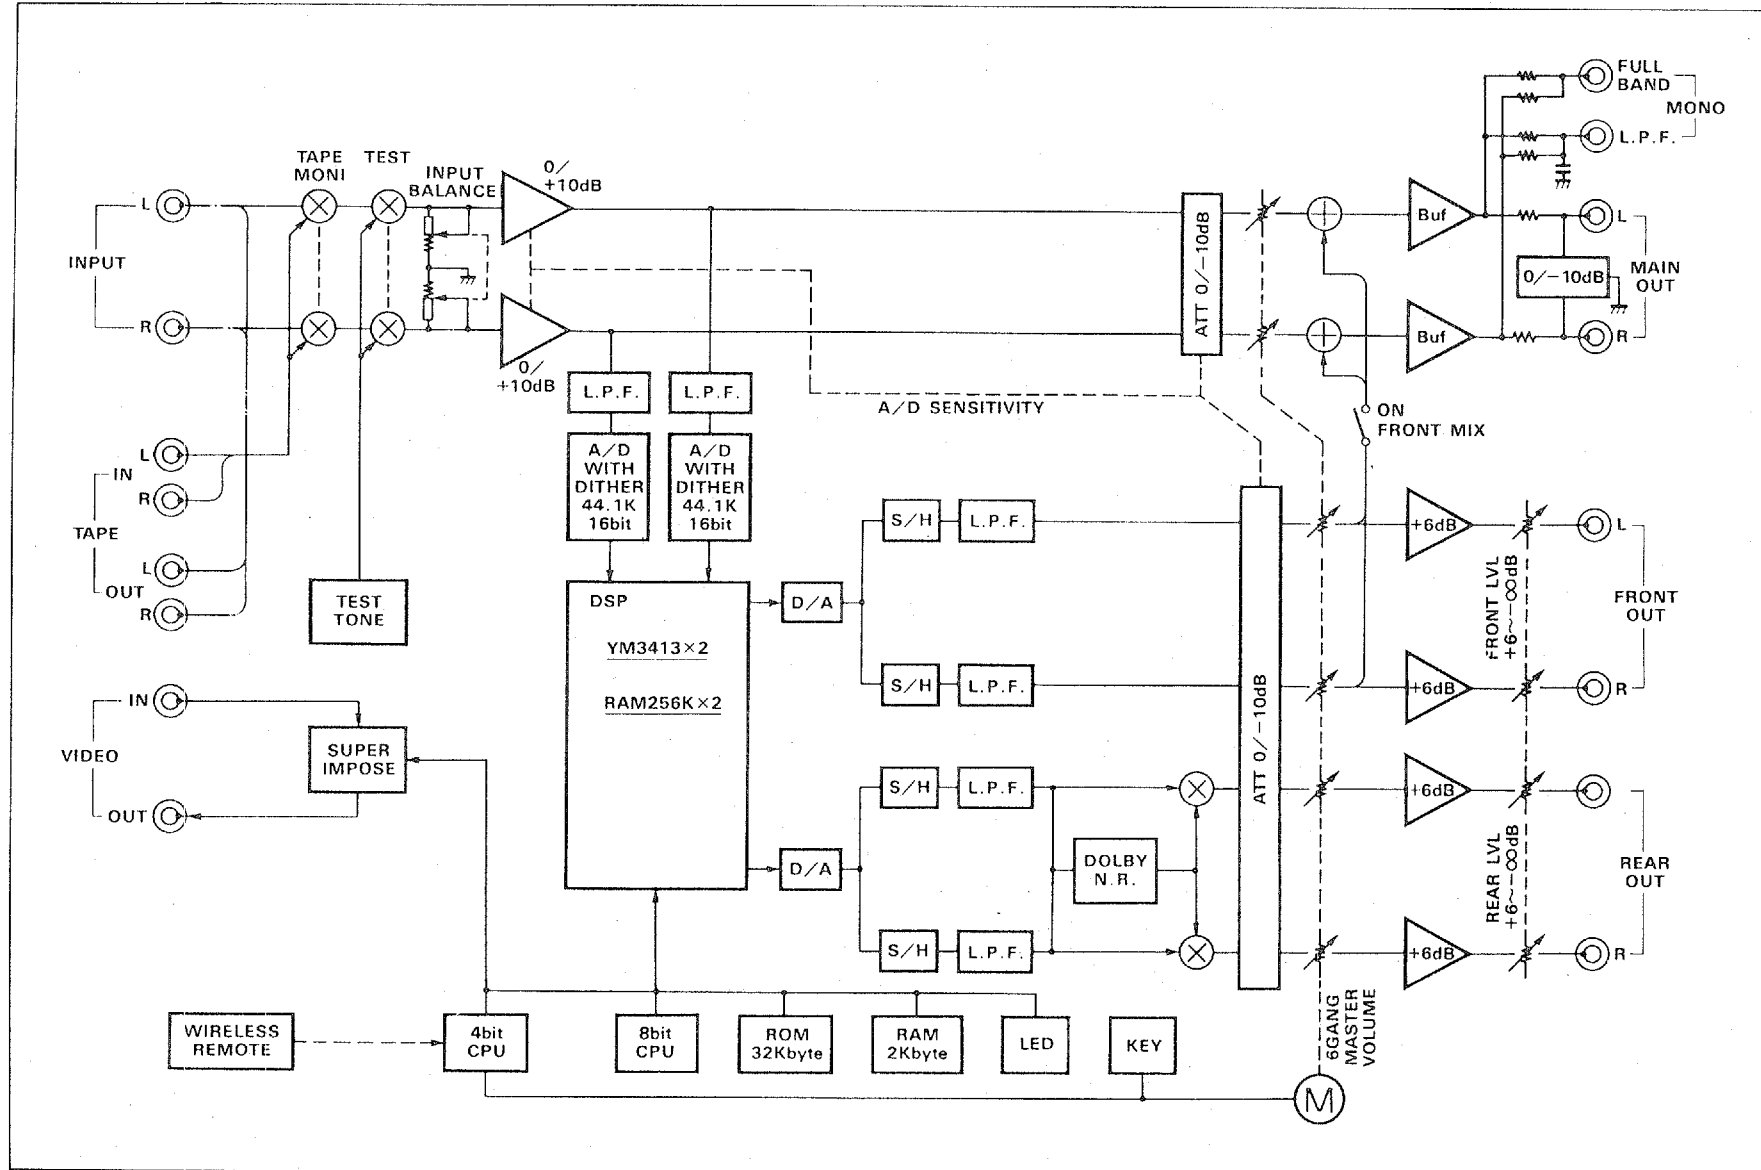 FULL
BAND
MONO
L.P.F.
TAPE
MONI
TEST
INPUT
BALANCE
0/
+10dB
L
INPUT
R
0/
+10dB
ATT 0/-10dB
Buf
Buf
L
0/-10dB
MAIN
OUT
R
L.P.F.
L.P.F.
A/D SENSITIVITY
ON
FRONT MIX
A/D
WITH
DITHER
44.1K
16bit
A/D
WITH
DITHER
44.1K
16bit
L
IN
R
TAPE
L
OUT
R
TEST
TONE
DSP
YM3413×2
RAM256K×2
D/A
S/H
L.P.F.
S/H
L.P.F.
ATT 0/-10dB
+6dB
+6dB
FRONT LVL
+6~-∞dB
L
FRONT
OUT
R
IN
VIDEO
OUT
SUPER
IMPOSE
D/A
S/H
L.P.F.
S/H
L.P.F.
DOLBY
N.R.
+6dB
+6dB
REAR LVL
+6~-∞dB
L
REAR
OUT
R
WIRELESS
REMOTE
4bit
CPU
8bit
CPU
ROM
32Kbyte
RAM
2Kbyte
LED
KEY
6GANG
MASTER
VOLUME
M